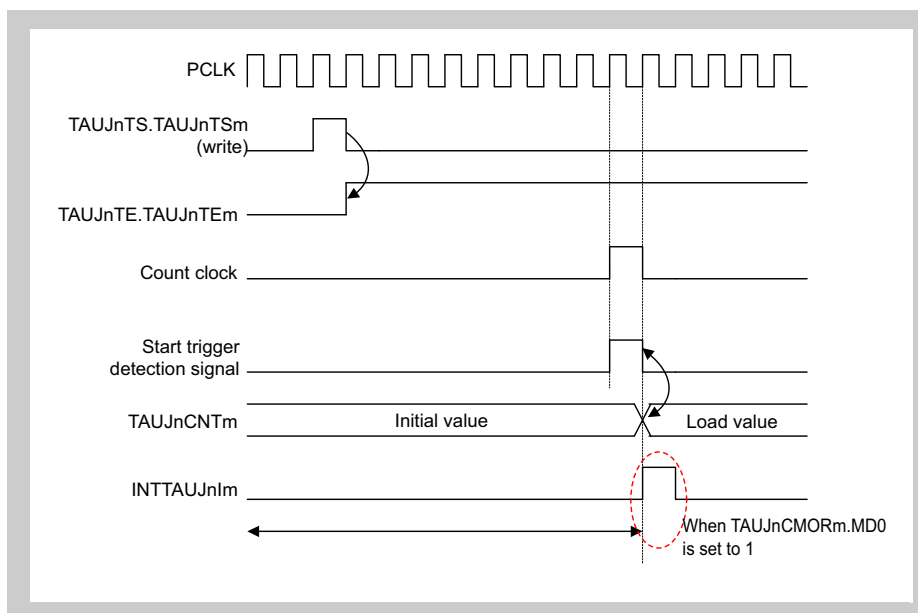 PCLK
TAUJnTS.TAUJnTSm
(write)
TAUJnTE.TAUJnTEm
Count clock
Start trigger
detection signal
TAUJnCNTm
Initial value
Load value
INTTAUJnIm
When TAUJnCMORm.MD0
is set to 1